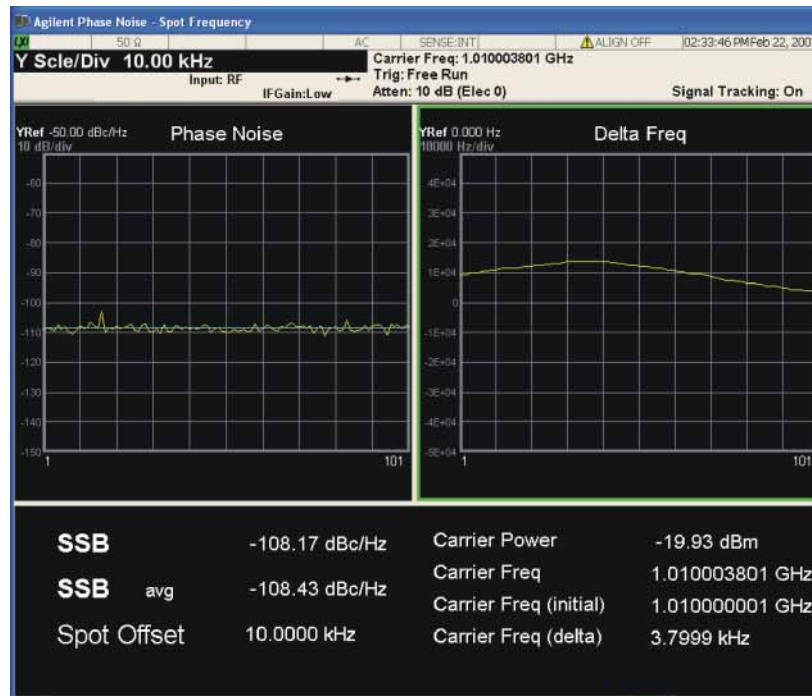 Agilent Phase Noise - Spot Frequency
50 Ω AC SENSE:INT ALIGN OFF 02:33:46 PM Feb 22, 200
Y Scle/Div 10.00 kHz
Carrier Freq: 1.010003801 GHz
Input: RF Trig: Free Run
IFGain:Low Atten: 10 dB (Elec 0) Signal Tracking: On
YRef -50.00 dBc/Hz Phase Noise
10 dB/div
-60
-70
-80
-90
-100
-110
-120
-130
-140
-150
1 101
YRef 0.000 Hz Delta Freq
10000 Hz/div
4E+04
3E+04
2E+04
1E+04
0
-1E+04
-2E+04
-3E+04
-4E+04
-5E+04
1 101
SSB -108.17 dBc/Hz
SSB avg -108.43 dBc/Hz
Spot Offset 10.0000 kHz
Carrier Power -19.93 dBm
Carrier Freq 1.010003801 GHz
Carrier Freq (initial) 1.010000001 GHz
Carrier Freq (delta) 3.7999 kHz